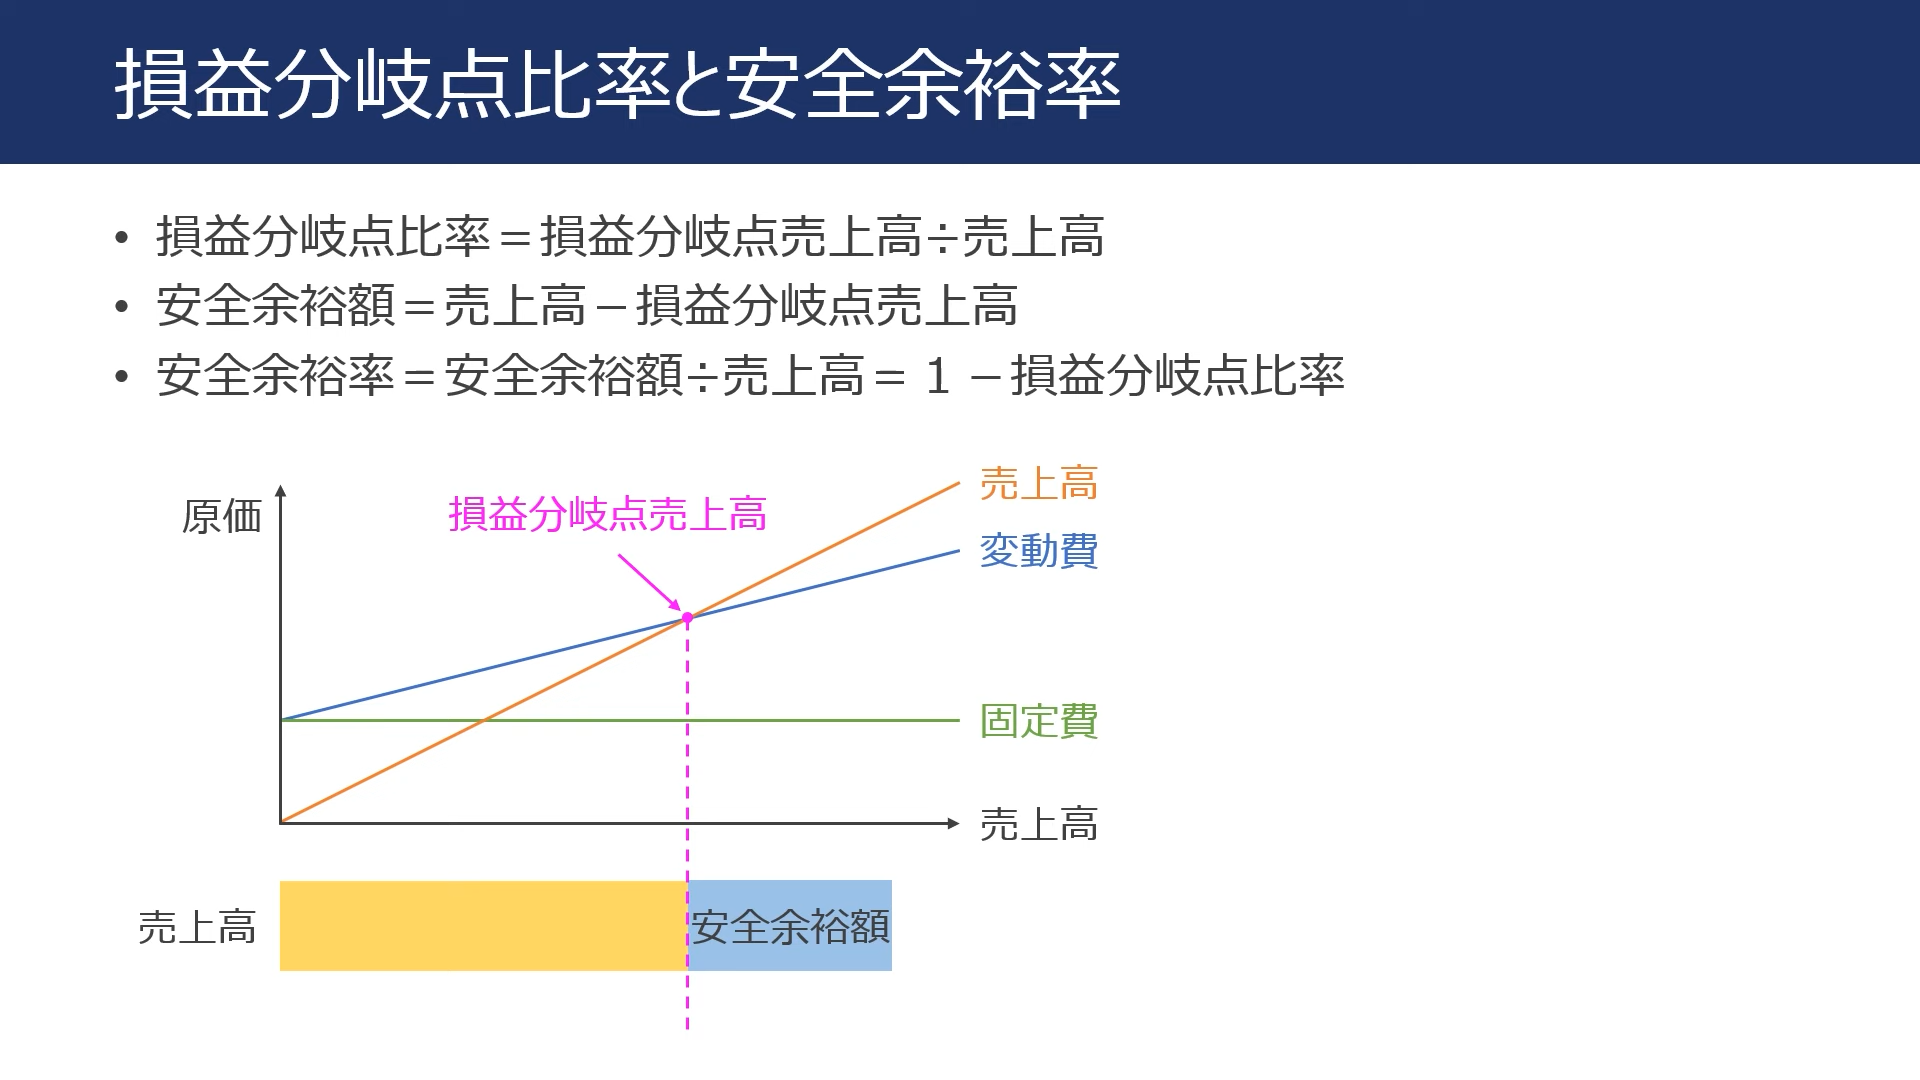 損益分岐点比率と安全余裕率
• 損益分岐点比率＝損益分岐点売上高÷売上高
• 安全余裕額＝売上高－損益分岐点売上高
• 安全余裕率＝安全余裕額÷売上高＝１－損益分岐点比率
売上高
原価
損益分岐点売上高
変動費
固定費
売上高
売上高
安全余裕額